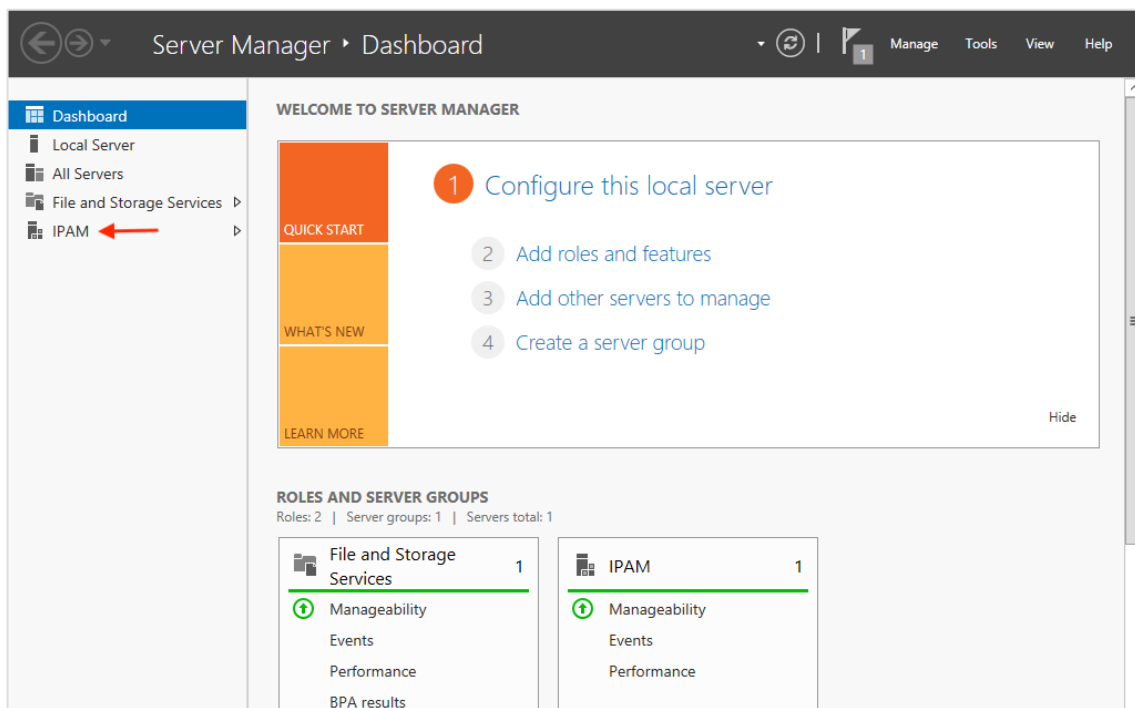 Server Manager ‣ Dashboard
1
Manage Tools View Help
Dashboard
Local Server
All Servers
File and Storage Services
IPAM
WELCOME TO SERVER MANAGER
QUICK START
WHAT'S NEW
LEARN MORE
1 Configure this local server
2 Add roles and features
3 Add other servers to manage
4 Create a server group
Hide
ROLES AND SERVER GROUPS
Roles: 2 | Server groups: 1 | Servers total: 1
File and Storage
Services
1
Manageability
Events
Performance
BPA results
IPAM 1
Manageability
Events
Performance